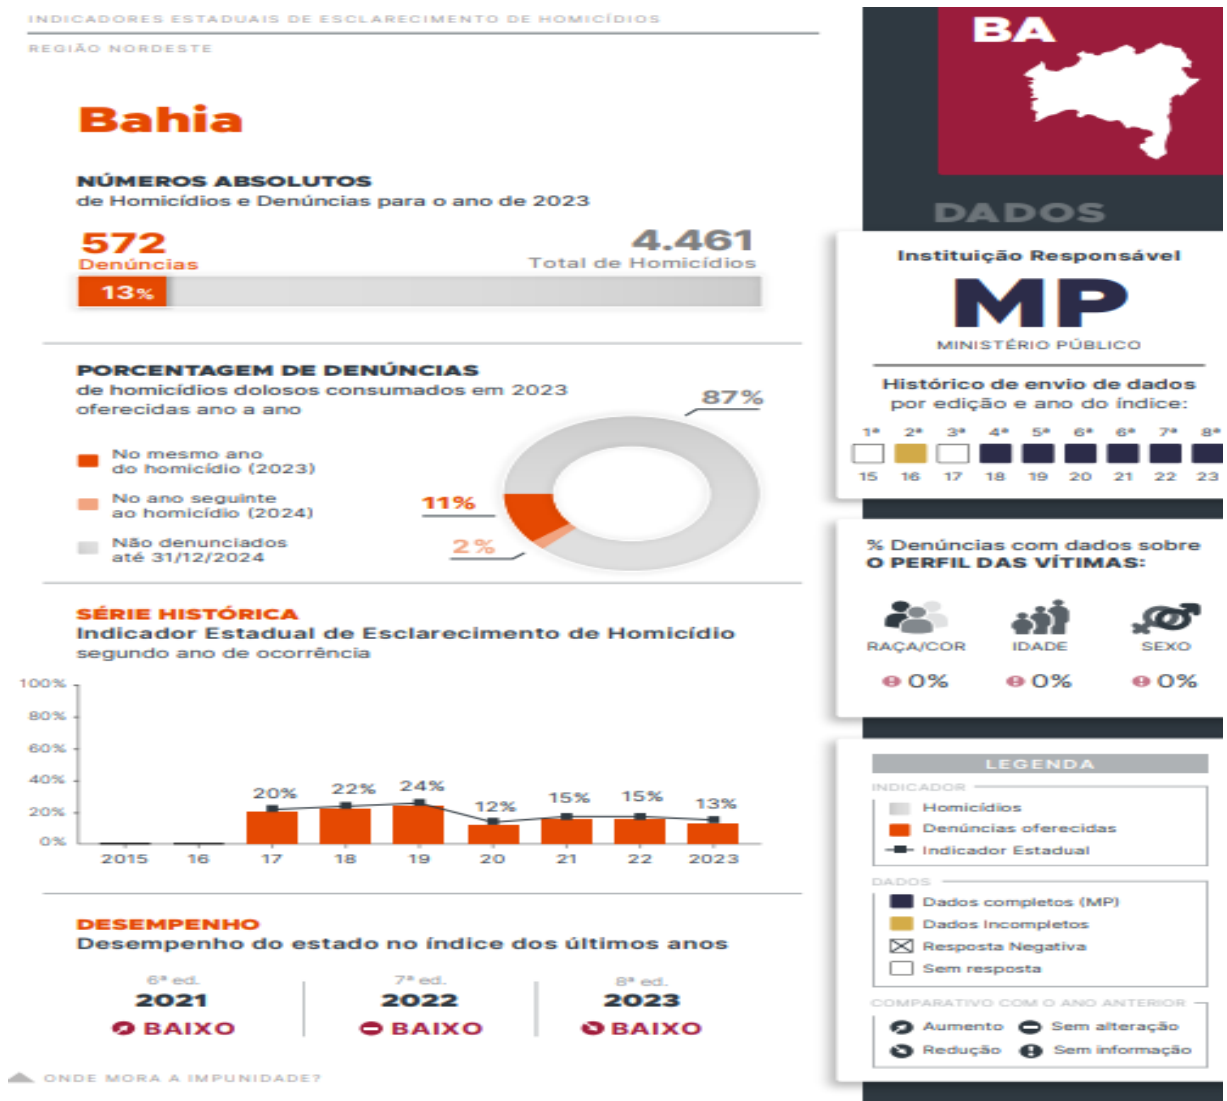 INDICADORES ESTADUAIS DE ESCLARECIMENTO DE HOMICÍDIOS
REGIÃO NORDESTE
Bahia
NÚMEROS ABSOLUTOS
de Homicídios e Denúncias para o ano de 2023
572
4.461
Denúncias
Total de Homicídios
13%
PORCENTAGEM DE DENÚNCIAS
de homicídios dolosos consumados em 2023
oferecidas ano a ano
87%
No mesmo ano
do homicídio (2023)
No ano seguinte
ao homicídio (2024)
Não denunciados
até 31/12/2024
11%
2%
SÉRIE HISTÓRICA
Indicador Estadual de Esclarecimento de Homicídio
segundo ano de ocorrência
100%
80%
60%
40%
20%
0%
20% 22% 24% 12% 15% 15% 13%
2015 16 17 18 19 20 21 22 2023
DESEMPENHO
Desempenho do estado no índice dos últimos anos
6ª ed. 7ª ed. 8ª ed.
2021 2022 2023
BAIXO BAIXO BAIXO
ONDE MORA A IMPUNIDADE?
BA
DADOS
Instituição Responsável
MP
MINISTÉRIO PÚBLICO
Histórico de envio de dados
por edição e ano do índice:
1ª 2ª 3ª 4ª 5ª 6ª 6ª 7ª 8ª
15 16 17 18 19 20 21 22 23
% Denúncias com dados sobre
O PERFIL DAS VÍTIMAS:
RAÇA/COR IDADE SEXO
0% 0% 0%
LEGENDA
INDICADOR
Homicídios
Denúncias oferecidas
Indicador Estadual
DADOS
Dados completos (MP)
Dados Incompletos
Resposta Negativa
Sem resposta
COMPARATIVO COM O ANO ANTERIOR
Aumento Sem alteração
Redução Sem informação